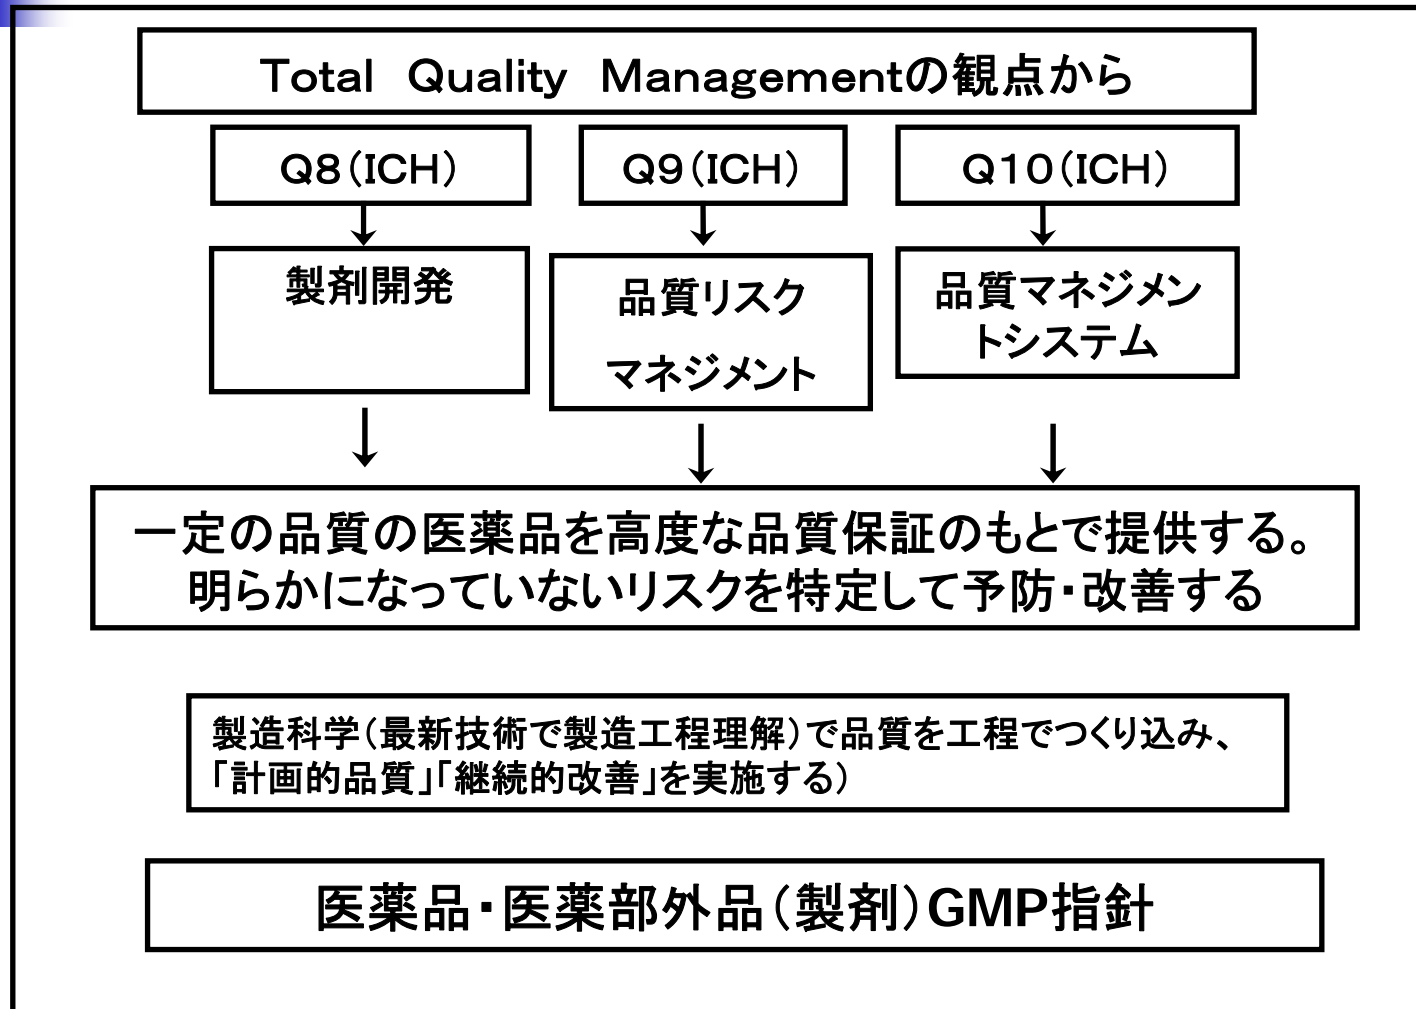 Total　Quality　Managementの観点から
Q8（ICH）
Q9（ICH）
Q10（ICH）
製剤開発
品質リスク
マネジメント
品質マネジメン
トシステム
一定の品質の医薬品を高度な品質保証のもとで提供する。
明らかになっていないリスクを特定して予防・改善する
製造科学（最新技術で製造工程理解）で品質を工程でつくり込み、
「計画的品質」「継続的改善」を実施する）
医薬品・医薬部外品（製剤）GMP指針